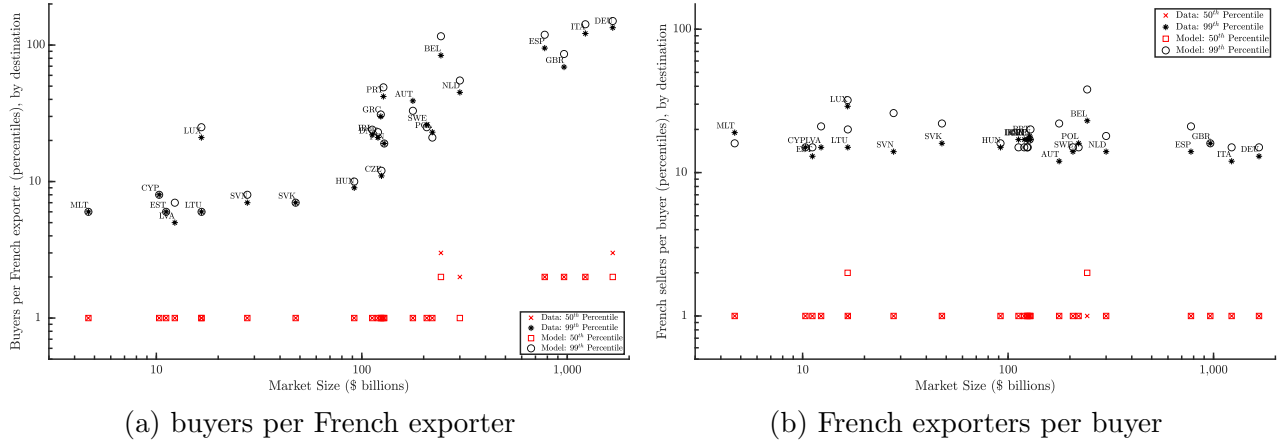 Buyers per French exporter (percentiles), by destination
100
10
1
DEU
ITA
ESP
GBR
BEL
NLD
PRT
AUT
GRC
SWE
LUX
CZE
HUN
CYP
SVN
SVK
MLT
EST
LTU
LVA
Data: 50th Percentile
Data: 99th Percentile
Model: 50th Percentile
Model: 99th Percentile
10
100
1,000
Market Size ($ billions)
(a) buyers per French exporter
French sellers per buyer (percentiles), by destination
100
10
1
Data: 50th Percentile
Data: 99th Percentile
Model: 50th Percentile
Model: 99th Percentile
LUX
BEL
MLT
CYP
LVA
LTU
SVK
SVN
HUN
POL
SWE
AUT
NLD
ESP
GBR
ITA
DEU
10
100
1,000
Market Size ($ billions)
(b) French exporters per buyer